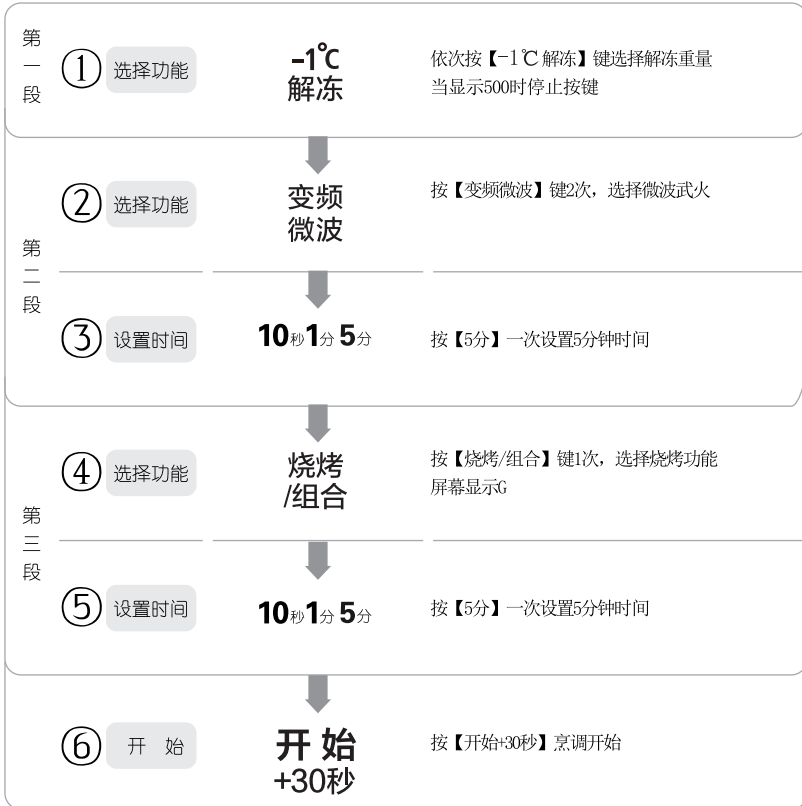 第一段
① 选择功能
-1℃
解冻
依次按【-1℃ 解冻】键选择解冻重量
当显示500时停止按键
第二段
② 选择功能
变频
微波
按【变频微波】键2次，选择微波武火
③ 设置时间
10秒1分 5分
按【5分】一次设置5分钟时间
第三段
④ 选择功能
烧烤
/组合
按【烧烤/组合】键1次，选择烧烤功能
屏幕显示G
⑤ 设置时间
10秒1分 5分
按【5分】一次设置5分钟时间
⑥ 开 始
开 始
+30秒
按【开始+30秒】烹调开始